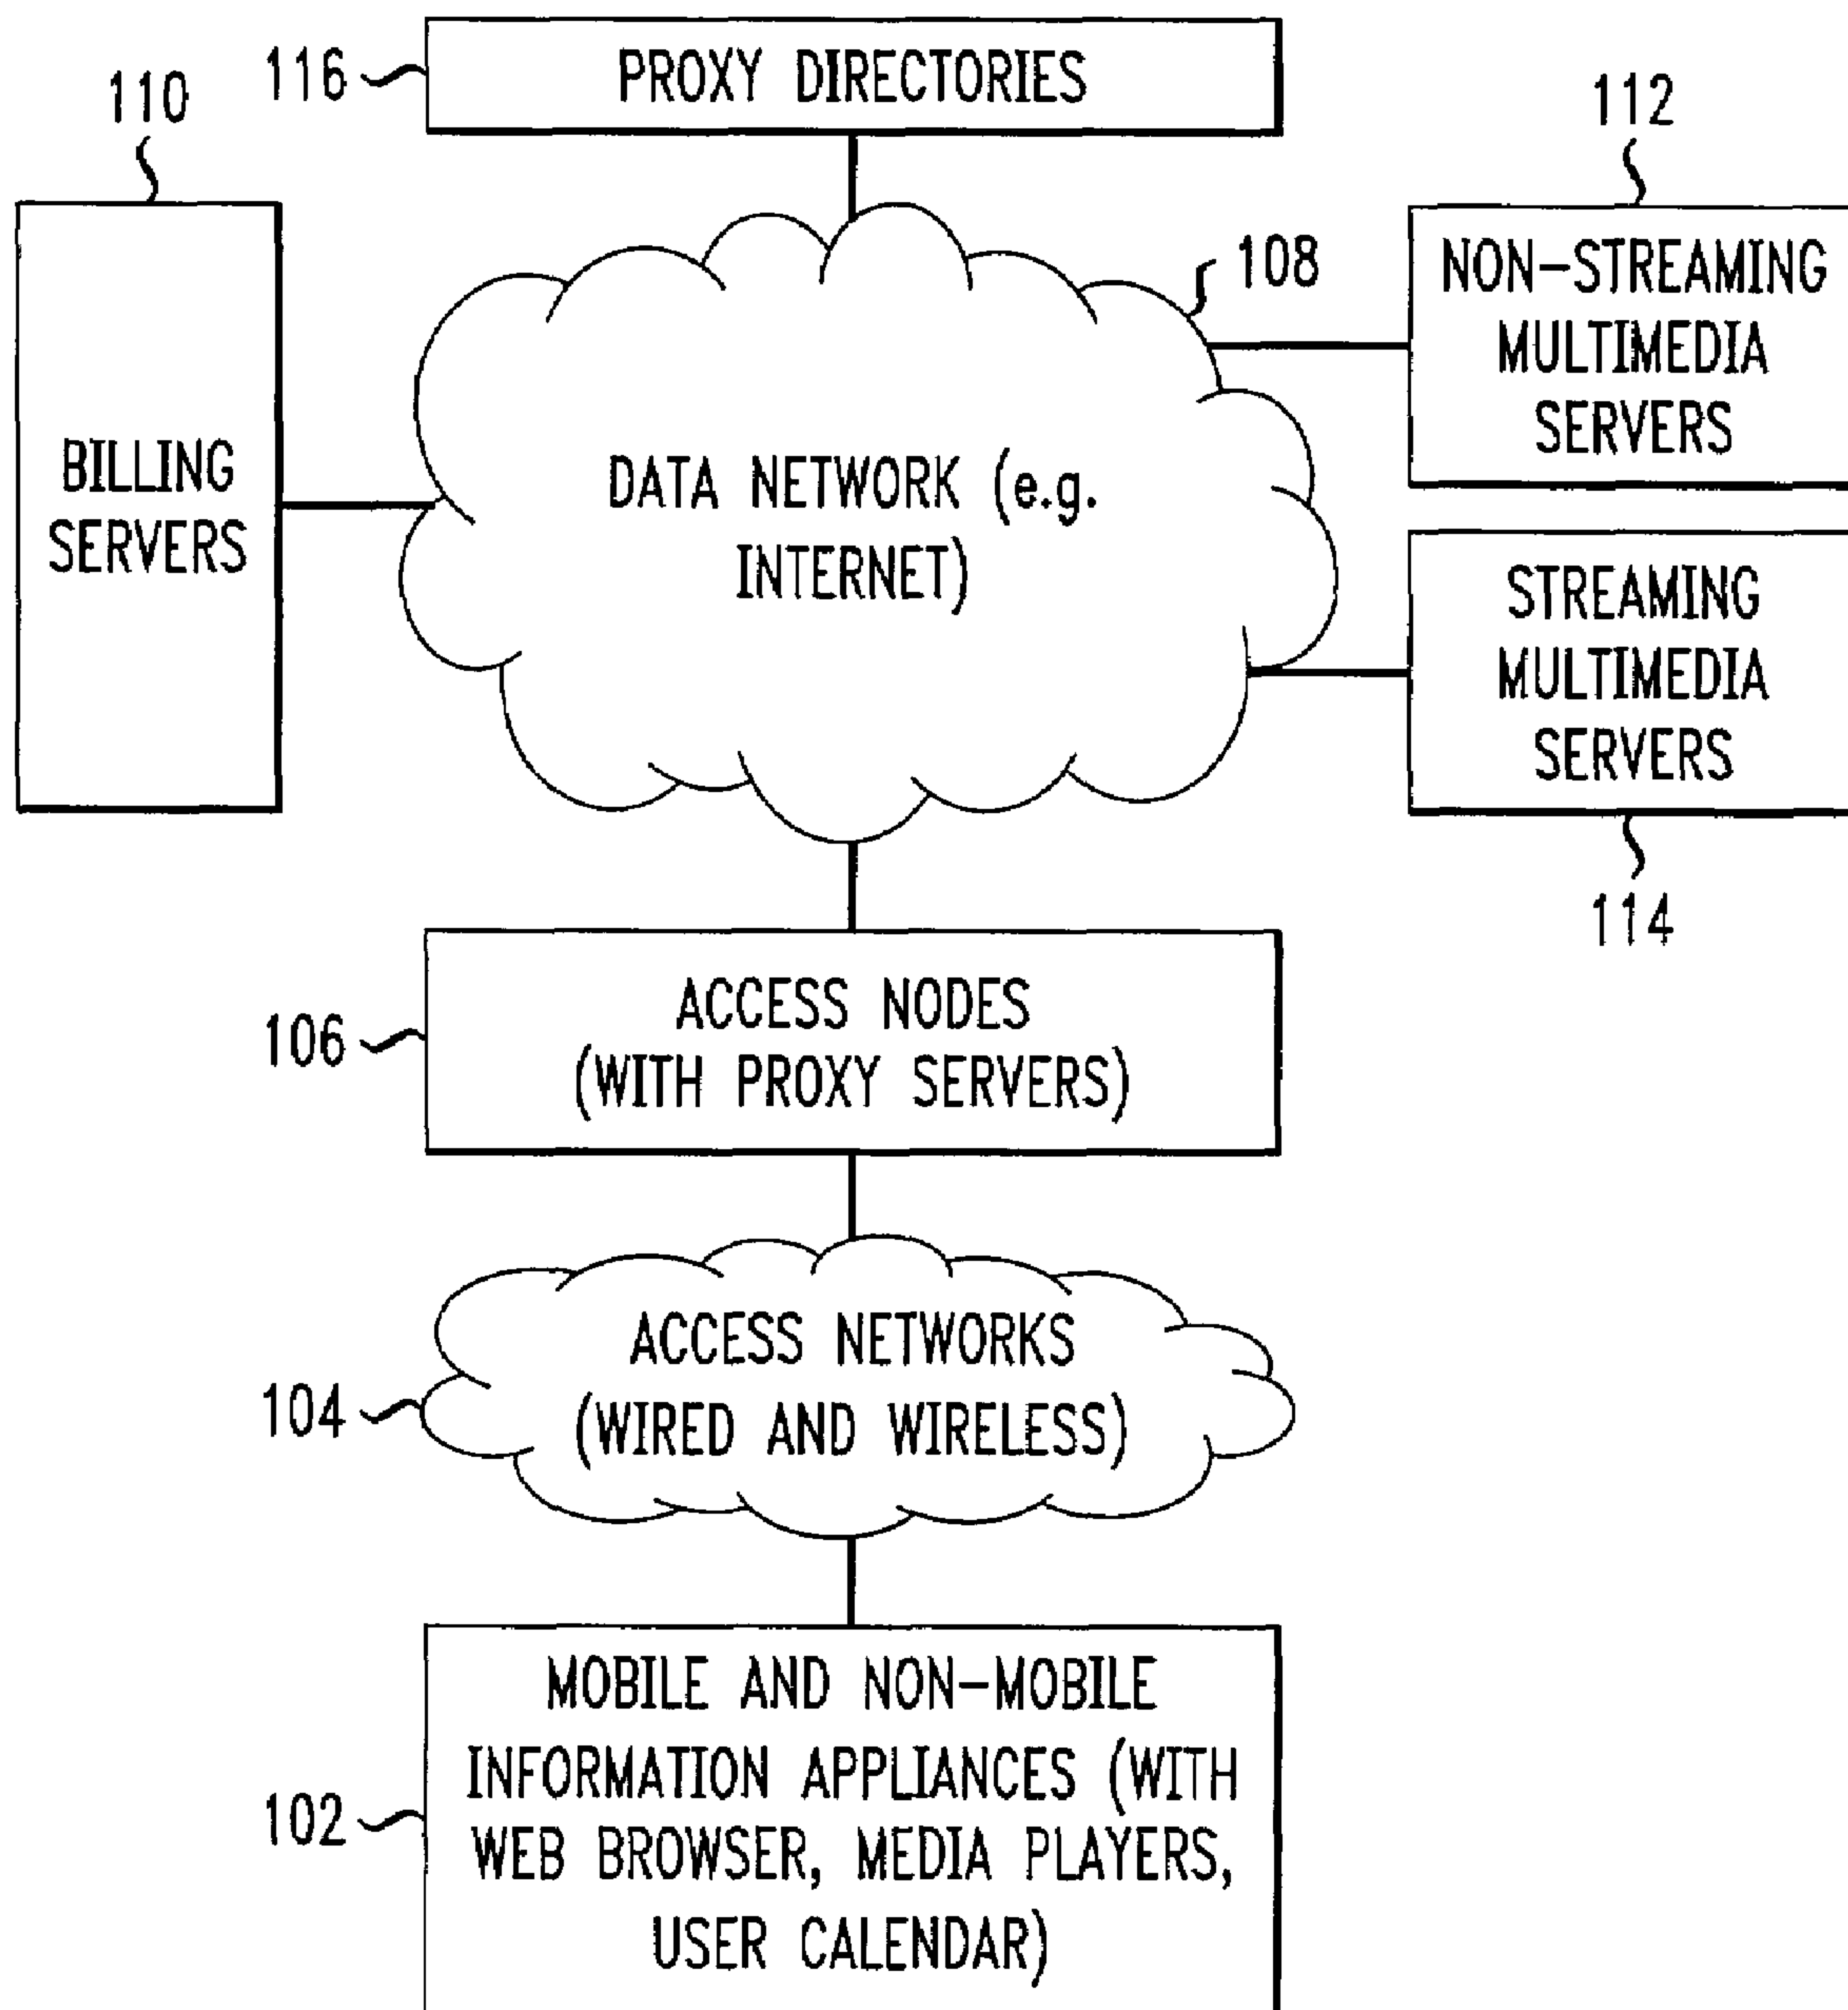 116
PROXY DIRECTORIES
110
112
108
BILLING
SERVERS
DATA NETWORK (e.g.
INTERNET)
NON-STREAMING
MULTIMEDIA
SERVERS
STREAMING
MULTIMEDIA
SERVERS
114
106
ACCESS NODES
(WITH PROXY SERVERS)
104
ACCESS NETWORKS
(WIRED AND WIRELESS)
102
MOBILE AND NON-MOBILE
INFORMATION APPLIANCES (WITH
WEB BROWSER, MEDIA PLAYERS,
USER CALENDAR)